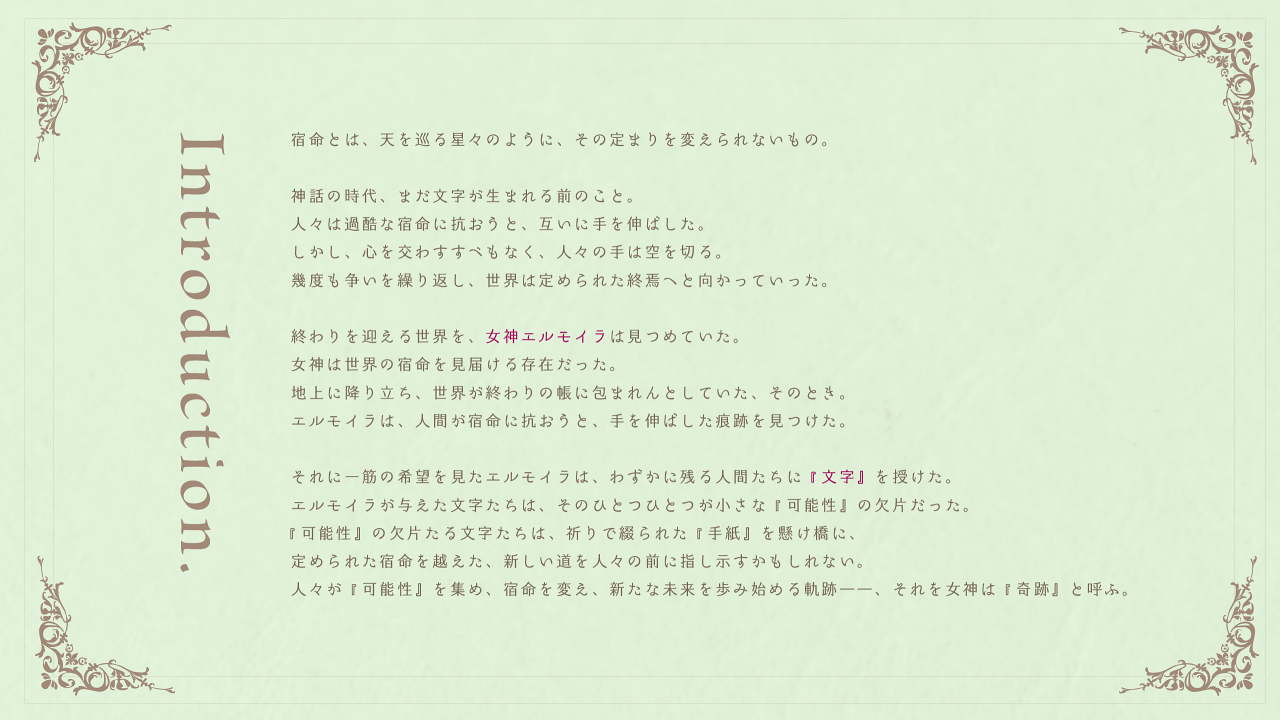 Introduction.
宿命とは、天を巡る星々のように、その定まりを変えられないもの。
神話の時代、まだ文字が生まれる前のこと。
人々は過酷な宿命に抗おうと、互いに手を伸ばした。
しかし、心を交わすすべもなく、人々の手は空を切る。
幾度も争いを繰り返し、世界は定められた終焉へと向かっていった。
終わりを迎える世界を、女神エルモイラは見つめていた。
女神は世界の宿命を見届ける存在だった。
地上に降り立ち、世界が終わりの帳に包まれんとしていた、そのとき。
エルモイラは、人間が宿命に抗おうと、手を伸ばした痕跡を見つけた。
それに一筋の希望を見たエルモイラは、わずかに残る人間たちに『文字』を授けた。
エルモイラが与えた文字たちは、そのひとつひとつが小さな『可能性』の欠片だった。
『可能性』の欠片たる文字たちは、祈りで綴られた『手紙』を懸け橋に、
定められた宿命を越えた、新しい道を人々の前に指し示すかもしれない。
人々が『可能性』を集め、宿命を変え、新たな未来を歩み始める軌跡――、それを女神は『奇跡』と呼ぶ。